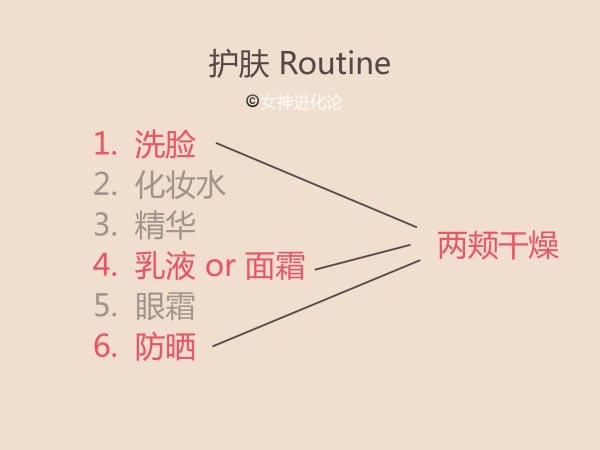 护肤 Routine
©女神进化论
1. 洗脸
2. 化妆水
3. 精华
4. 乳液 or 面霜
5. 眼霜
6. 防晒
两颊干燥